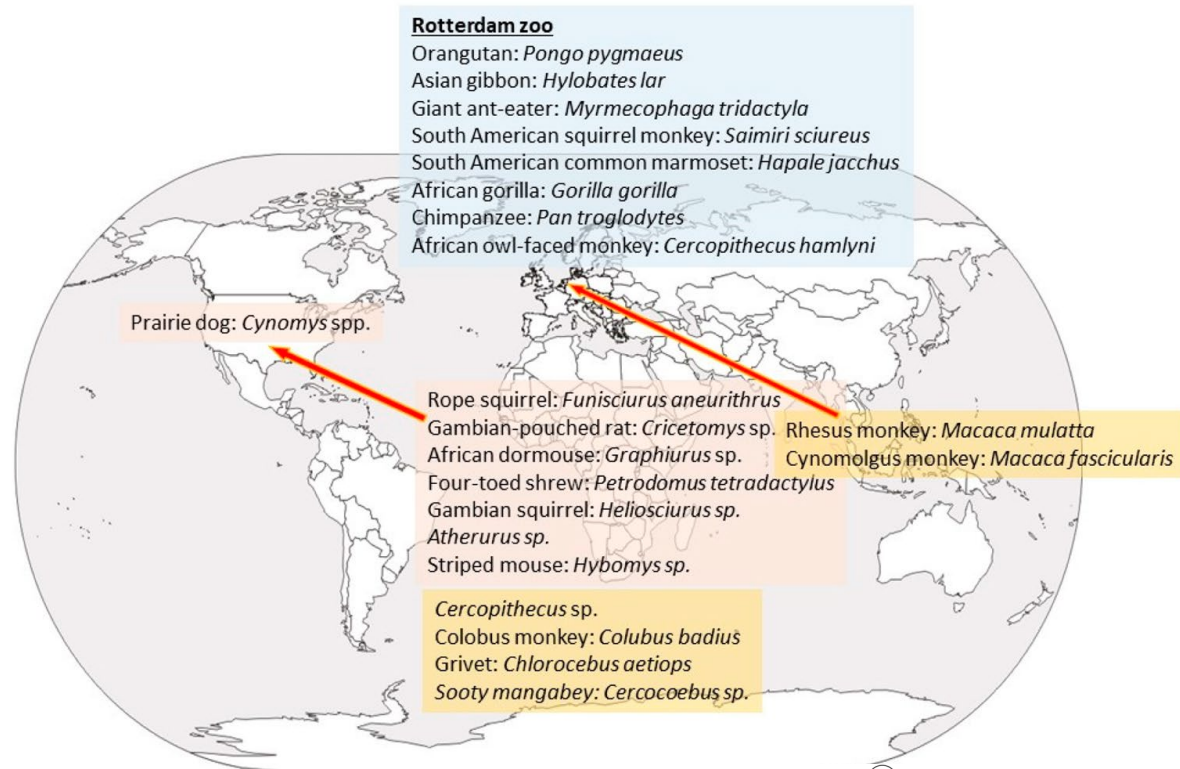 Rotterdam zoo
Orangutan: Pongo pygmaeus
Asian gibbon: Hylobates lar
Giant ant-eater: Myrmecophaga tridactyla
South American squirrel monkey: Saimiri sciureus
South American common marmoset: Hapale jacchus
African gorilla: Gorilla gorilla
Chimpanzee: Pan troglodytes
African owl-faced monkey: Cercopithecus hamlyni
Prairie dog: Cynomys spp.
Rope squirrel: Funisciurus aneurithrus
Gambian-pouched rat: Cricetomys sp.
African dormouse: Graphiurus sp.
Four-toed shrew: Petrodomus tetradactylus
Gambian squirrel: Heliosciurus sp.
Atherurus sp.
Striped mouse: Hybomys sp.
Rhesus monkey: Macaca mulatta
Cynomolgus monkey: Macaca fascicularis
Cercopithecus sp.
Colobus monkey: Colubus badius
Grivet: Chlorocebus aetiops
Sooty mangabey: Cercocoebus sp.